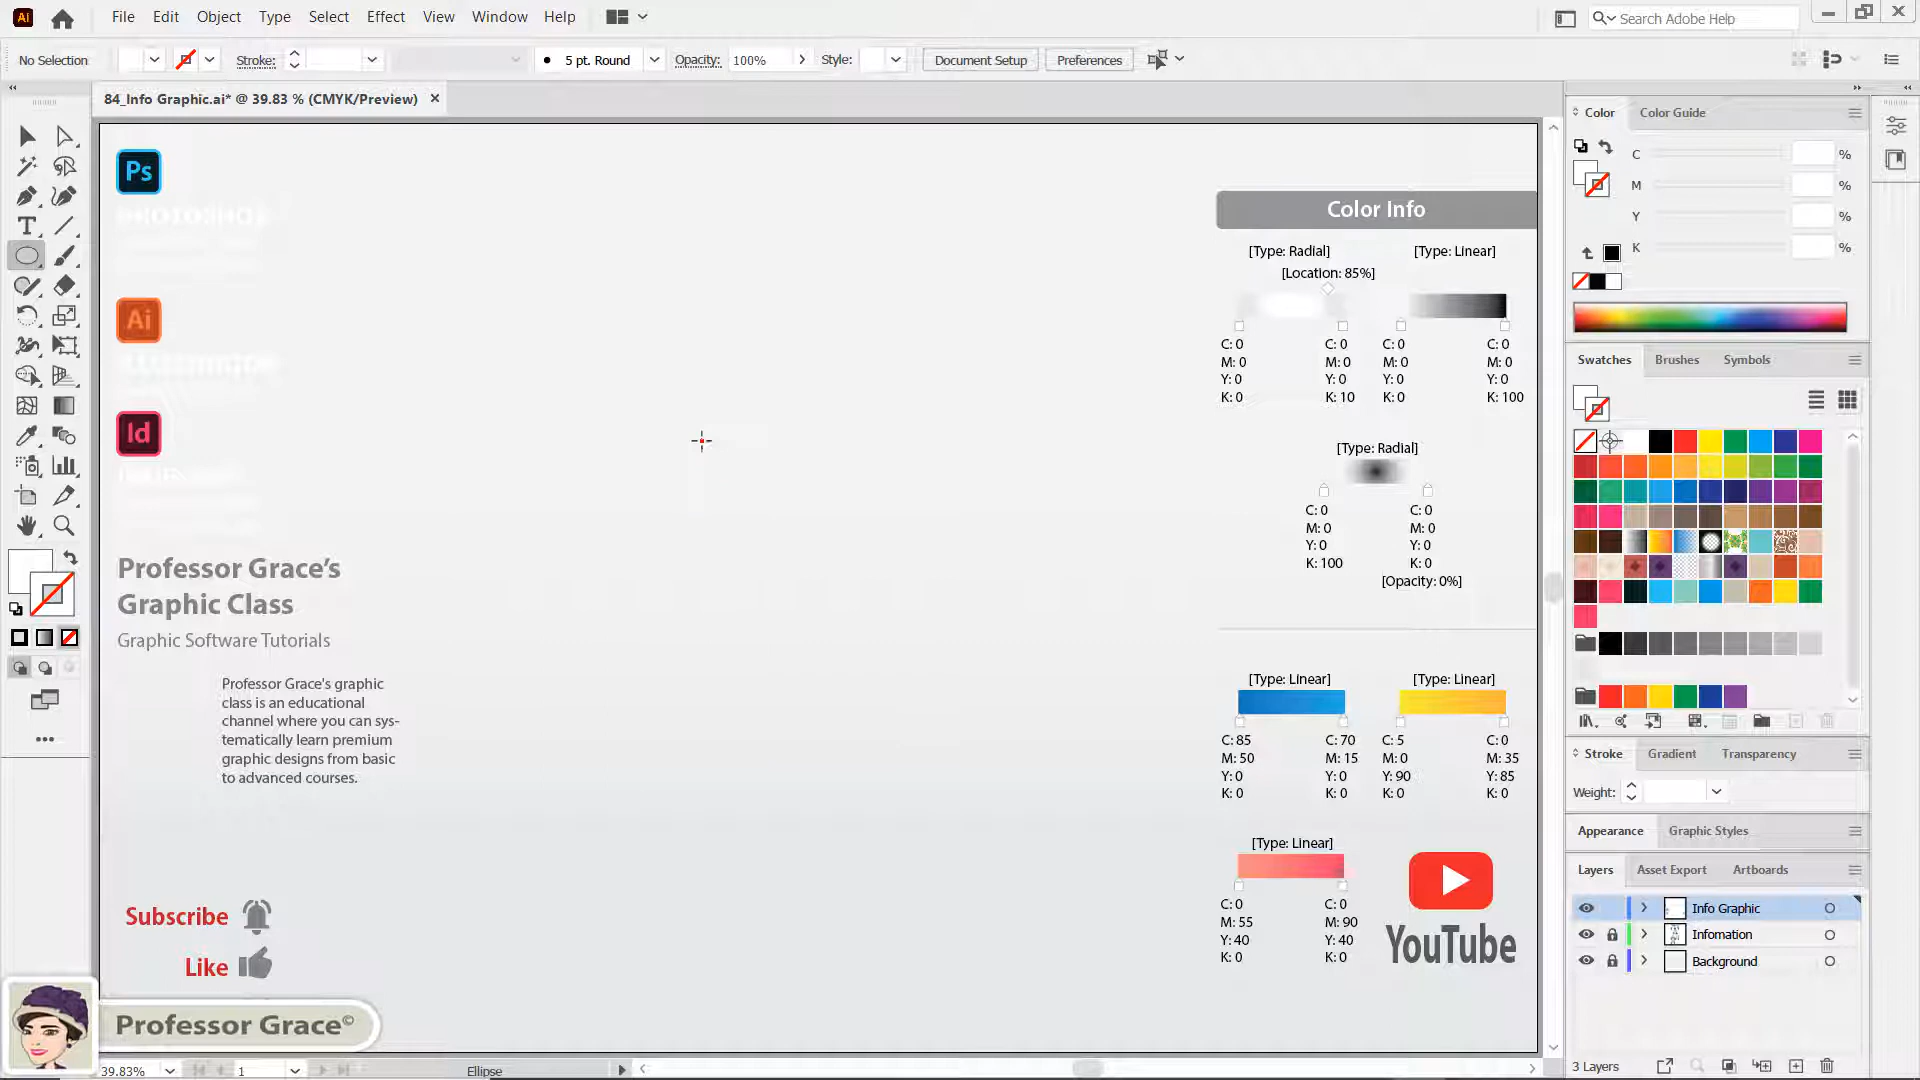 Ai
File Edit Object Type Select Effect View Window Help
Search Adobe Help
No Selection
Stroke:
5 pt. Round
Opacity: 100%
Style:
Document Setup
Preferences
84_Info Graphic.ai* @ 39.83 % (CMYK/Preview)
Ps
PHOTOSHOP
Ai
Id
Professor Grace's
Graphic Class
Graphic Software Tutorials
Professor Grace's graphic
class is an educational
channel where you can sys-
tematically learn premium
graphic designs from basic
to advanced courses.
Subscribe
Like
Professor Grace©
Color Info
[Type: Radial] [Type: Linear]
[Location: 85%]
C: 0 C: 0 C: 0 C: 0
M: 0 M: 0 M: 0 M: 0
Y: 0 Y: 0 Y: 0 Y: 0
K: 0 K: 10 K: 0 K: 100
[Type: Radial]
C: 0 C: 0
M: 0 M: 0
Y: 0 Y: 0
K: 100 K: 0
[Opacity: 0%]
[Type: Linear] [Type: Linear]
C: 85 C: 70 C: 5 C: 0
M: 50 M: 15 M: 0 M: 35
Y: 0 Y: 0 Y: 90 Y: 85
K: 0 K: 0 K: 0 K: 0
[Type: Linear]
C: 0 C: 0
M: 55 M: 90
Y: 40 Y: 40
K: 0 K: 0
YouTube
Color Color Guide
C %
M %
Y %
K %
Swatches Brushes Symbols
Stroke Gradient Transparency
Weight:
Appearance Graphic Styles
Layers Asset Export Artboards
Info Graphic
Infomation
Background
3 Layers
39.83% 1 Ellipse